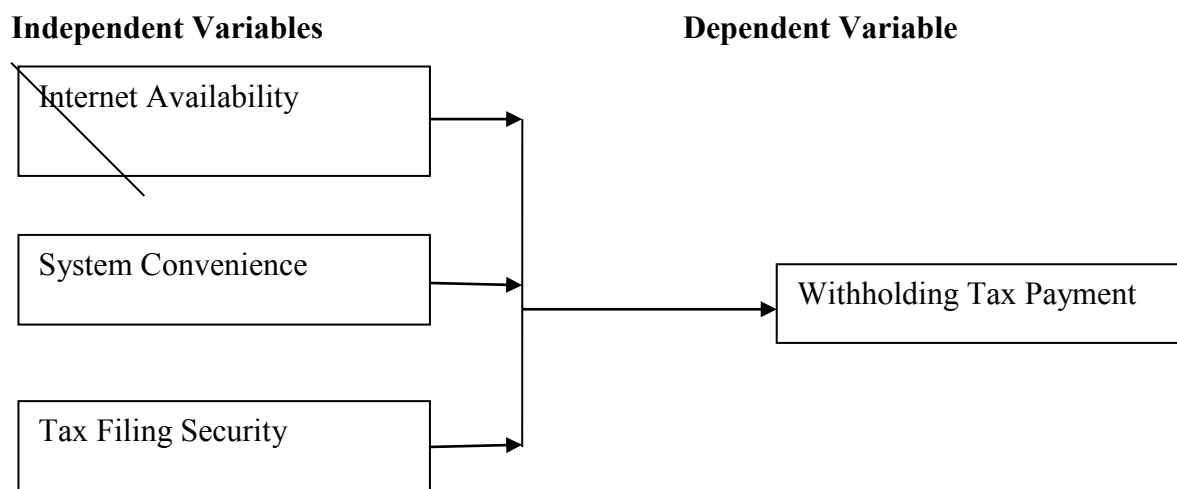 Independent Variables
Dependent Variable
Internet Availability
System Convenience
Withholding Tax Payment
Tax Filing Security